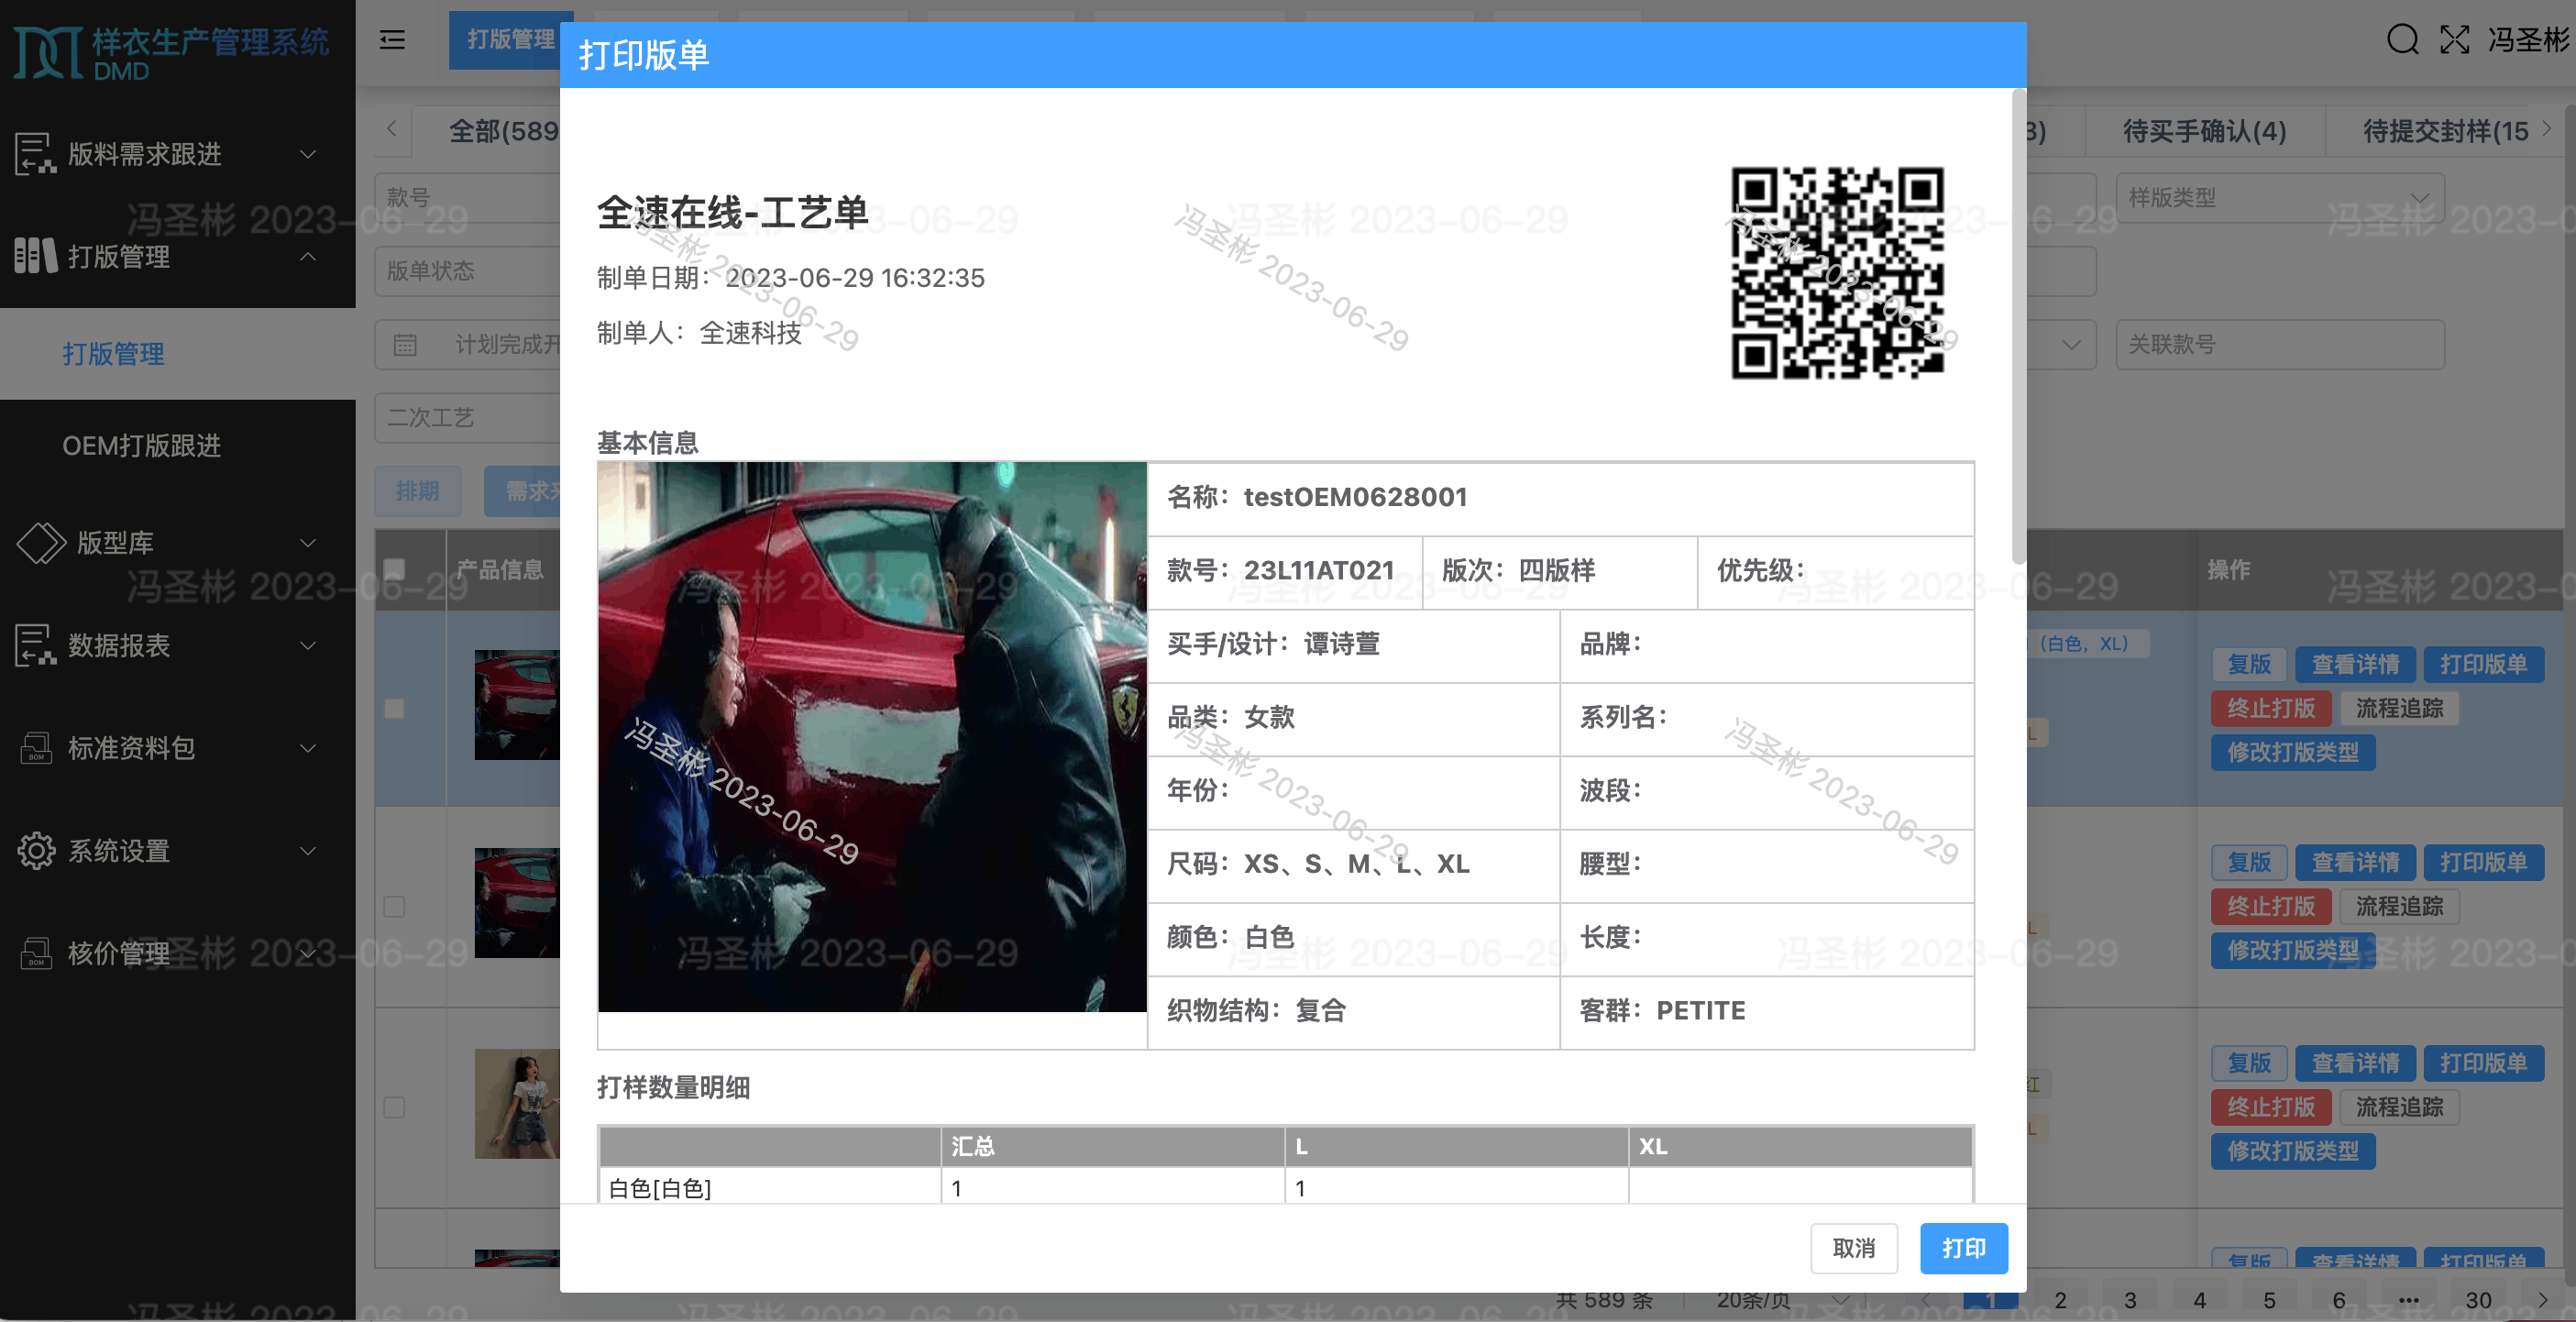 样衣生产管理系统
DMD
版料需求跟进
打版管理
打版管理
OEM打版跟进
版型库
数据报表
标准资料包
系统设置
核价管理
打版管理
冯圣彬
全部(589
3)
待买手确认(4)
待提交封样(15
款号
样版类型
版单状态
计划完成开
关联款号
二次工艺
排期
需求来
产品信息
操作
(白色，XL)
复版
查看详情
打印版单
终止打版
流程追踪
修改打版类型
L
复版
查看详情
打印版单
终止打版
流程追踪
修改打版类型
L
复版
查看详情
打印版单
终止打版
流程追踪
修改打版类型
红
L
复版
查看详情
打印版单
共 589 条
20条/页
1
2
3
4
5
6
•••
30
打印版单
全速在线-工艺单
制单日期：2023-06-29 16:32:35
制单人：全速科技
基本信息
名称：testOEM0628001
款号：23L11AT021
版次：四版样
优先级：
买手/设计：谭诗萱
品牌：
品类：女款
系列名：
年份：
波段：
尺码：XS、S、M、L、XL
腰型：
颜色：白色
长度：
织物结构：复合
客群：PETITE
打样数量明细
汇总
L
XL
白色[白色]
1
1
取消
打印
冯圣彬 2023-06-29